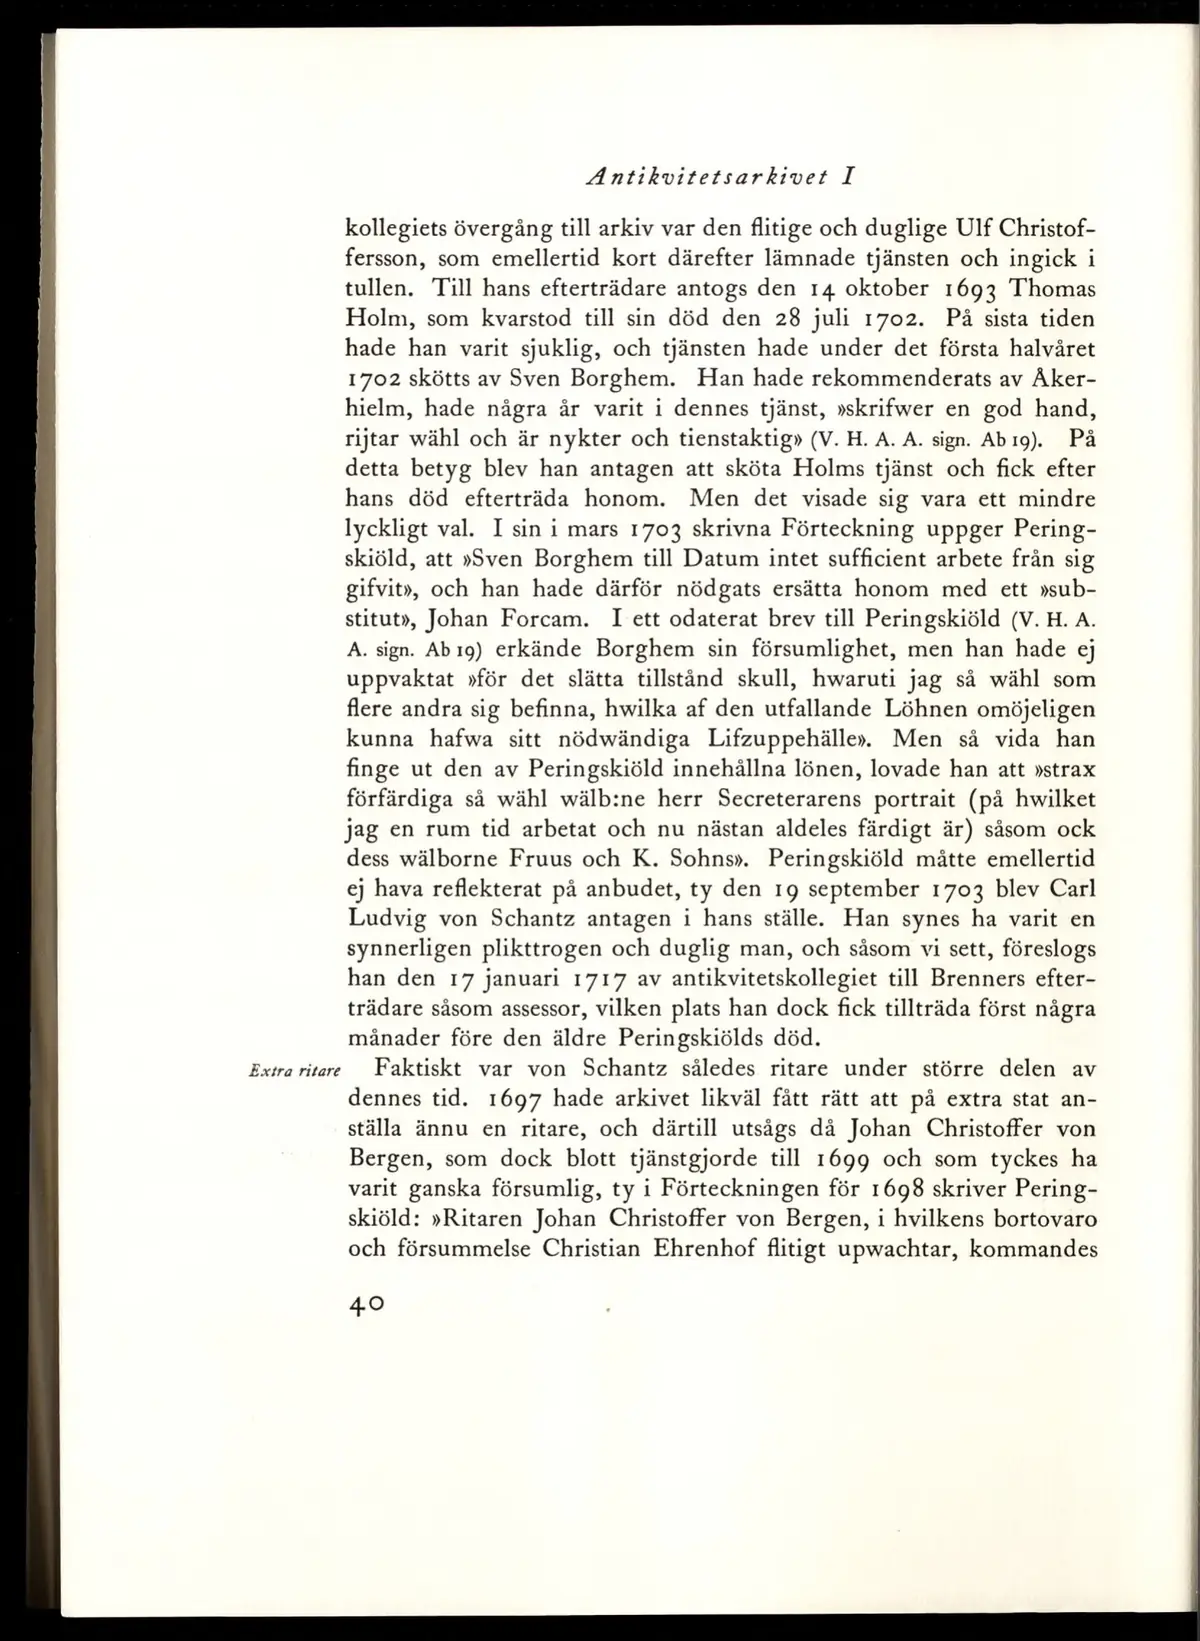 Antikvitetsarkivet I
kollegiets övergång till arkiv var den flitige och duglige Ulf Christof-
fersson, som emellertid kort därefter lämnade tjänsten och ingick i
tullen. Till hans efterträdare antogs den 14 oktober 1693 Thomas
Holm, som kvarstod till sin död den 28 juli 1702. På sista tiden
hade han varit sjuklig, och tjänsten hade under det första halvåret
1702 skötts av Sven Borghem. Han hade rekommenderats av Åker-
hielm, hade några år varit i dennes tjänst, »skrifwer en god hand,
rijtar wähl och är nykter och tienstaktig» (V. H. A. A. sign. Ab 19). På
detta betyg blev han antagen att sköta Holms tjänst och fick efter
hans död efterträda honom. Men det visade sig vara ett mindre
lyckligt val. I sin i mars 1703 skrivna Förteckning uppger Pering-
skiöld, att »Sven Borghem till Datum intet sufficient arbete från sig
gifvit», och han hade därför nödgats ersätta honom med ett »sub-
stitut», Johan Forcam. I ett odaterat brev till Peringskiöld (V. H. A.
A. sign. Ab 19) erkände Borghem sin försumlighet, men han hade ej
uppvaktat »för det slätta tillstånd skull, hwaruti jag så wähl som
flere andra sig befinna, hwilka af den utfallande Löhnen omöjeligen
kunna hafwa sitt nödwändiga Lifzuppehälle». Men så vida han
finge ut den av Peringskiöld innehållna lönen, lovade han att »strax
förfärdiga så wähl wälb:ne herr Secreterarens portrait (på hwilket
jag en rum tid arbetat och nu nästan aldeles färdigt är) såsom ock
dess wälborne Fruus och K. Sohns». Peringskiöld måtte emellertid
ej hava reflekterat på anbudet, ty den 19 september 1703 blev Carl
Ludvig von Schantz antagen i hans ställe. Han synes ha varit en
synnerligen plikttrogen och duglig man, och såsom vi sett, föreslogs
han den 17 januari 1717 av antikvitetskollegiet till Brenners efter-
trädare såsom assessor, vilken plats han dock fick tillträda först några
månader före den äldre Peringskiölds död.
Extra ritare Faktiskt var von Schantz således ritare under större delen av
dennes tid. 1697 hade arkivet likväl fått rätt att på extra stat an-
ställa ännu en ritare, och därtill utsågs då Johan Christoffer von
Bergen, som dock blott tjänstgjorde till 1699 och som tyckes ha
varit ganska försumlig, ty i Förteckningen för 1698 skriver Pering-
skiöld: »Ritaren Johan Christoffer von Bergen, i hvilkens bortovaro
och försummelse Christian Ehrenhof flitigt upwachtar, kommandes
40